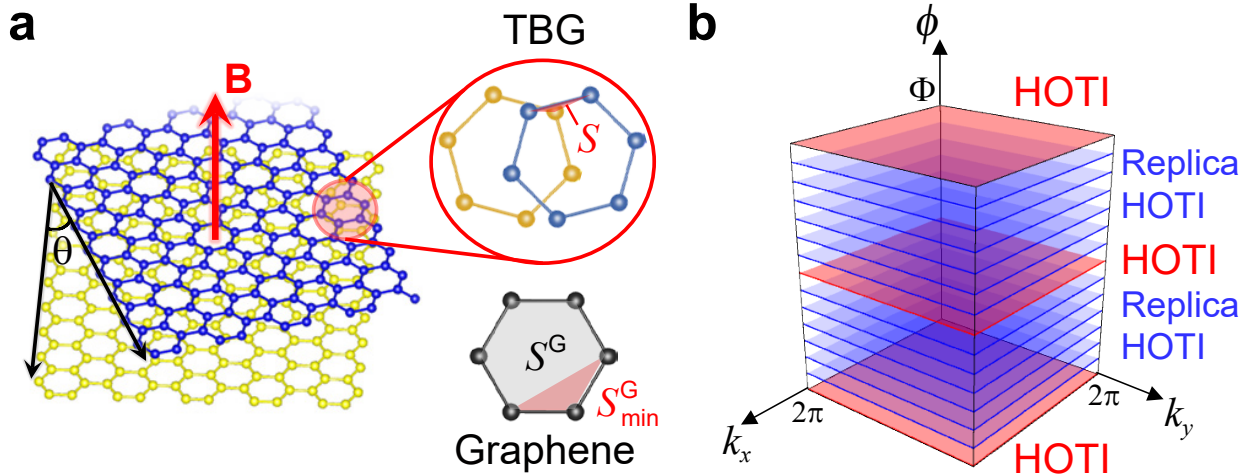 a
TBG
B
S
θ
S^G
S^G_min
Graphene
b
ϕ
Φ
HOTI
Replica
HOTI
HOTI
Replica
HOTI
2π
2π
k_x
k_y
HOTI